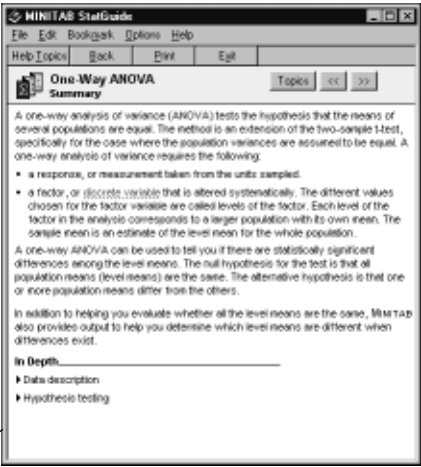 MINITAB StatGuide
File Edit Bookmark Options Help
Help Topics Back Print Exit
One-Way ANOVA Topics << >>
Summary
A one-way analysis of variance (ANOVA) tests the hypothesis that the means of
several populations are equal. The method is an extension of the two-sample t-test,
specifically for the case where the population variances are assumed to be equal. A
one-way analysis of variance requires the following:
• a response, or measurement taken from the units sampled.
• a factor, or discrete variable that is altered systematically. The different values
chosen for the factor variable are called levels of the factor. Each level of the
factor in the analysis corresponds to a larger population with its own mean. The
sample mean is an estimate of the level mean for the whole population.
A one-way ANOVA can be used to tell you if there are statistically significant
differences among the level means. The null hypothesis for the test is that all
population means (level means) are the same. The alternative hypothesis is that one
or more population means differ from the others.
In addition to helping you evaluate whether all the level means are the same, MINITAB
also provides output to help you determine which level means are different when
differences exist.
In Depth
Data description
Hypothesis testing